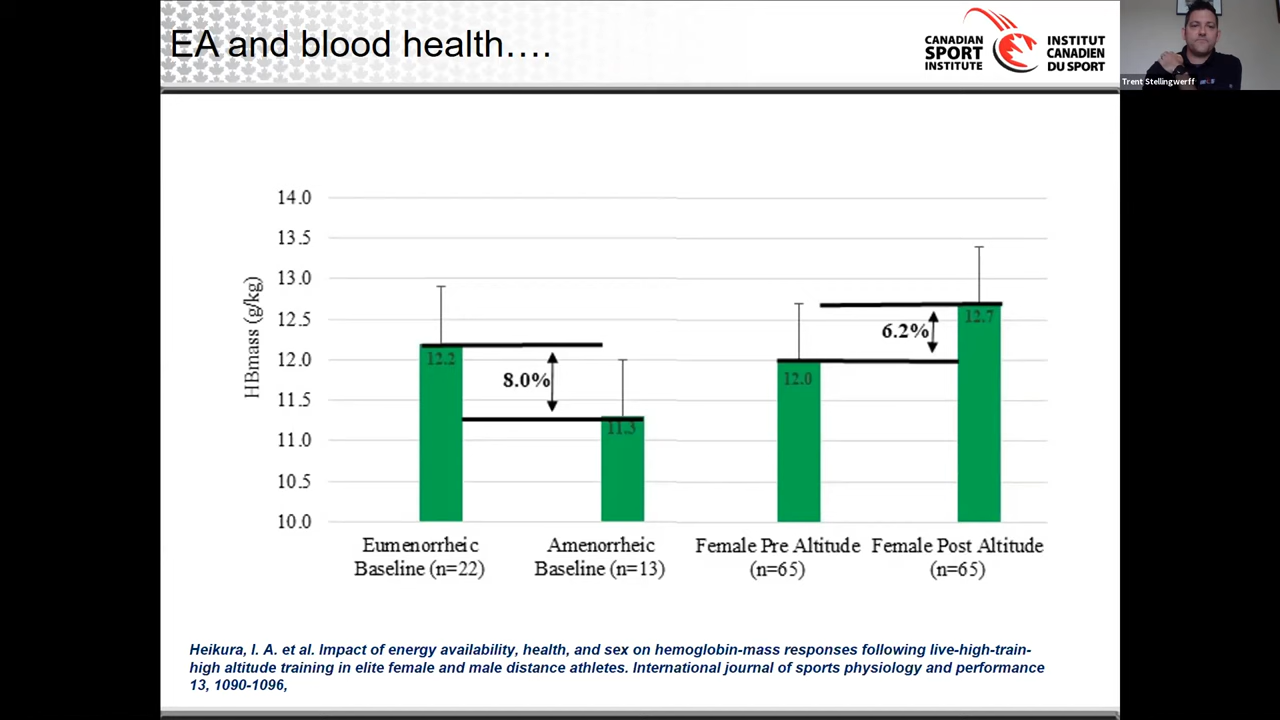 EA and blood health….
CANADIAN
SPORT
INSTITUTE
INSTITUT
CANADIEN
DU SPORT
Trent Stellingwerff
HBmass (g/kg)
14.0
13.5
13.0
12.5
12.0
11.5
11.0
10.5
10.0
12.2
8.0%
11.3
12.0
6.2%
12.7
Eumenorrheic
Baseline (n=22)
Amenorrheic
Baseline (n=13)
Female Pre Altitude
(n=65)
Female Post Altitude
(n=65)
Heikura, I. A. et al. Impact of energy availability, health, and sex on hemoglobin-mass responses following live-high-train-
high altitude training in elite female and male distance athletes. International journal of sports physiology and performance
13, 1090-1096,